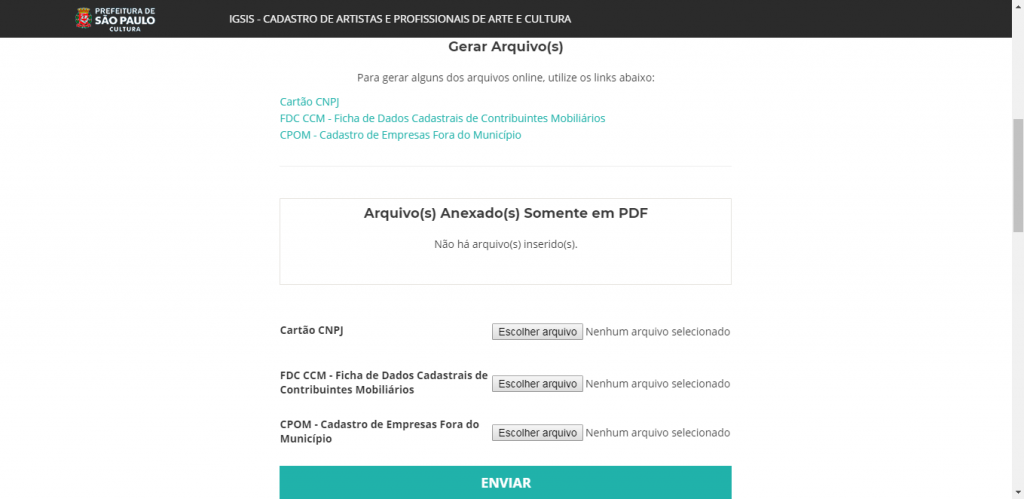 PREFEITURA DE
SÃO PAULO
CULTURA
IGSIS - CADASTRO DE ARTISTAS E PROFISSIONAIS DE ARTE E CULTURA
Gerar Arquivo(s)
Para gerar alguns dos arquivos online, utilize os links abaixo:
Cartão CNPJ
FDC CCM - Ficha de Dados Cadastrais de Contribuintes Mobiliários
CPOM - Cadastro de Empresas Fora do Município
Arquivo(s) Anexado(s) Somente em PDF
Não há arquivo(s) inserido(s).
Cartão CNPJ
Escolher arquivo Nenhum arquivo selecionado
FDC CCM - Ficha de Dados Cadastrais de
Contribuintes Mobiliários
Escolher arquivo Nenhum arquivo selecionado
CPOM - Cadastro de Empresas Fora do
Município
Escolher arquivo Nenhum arquivo selecionado
ENVIAR